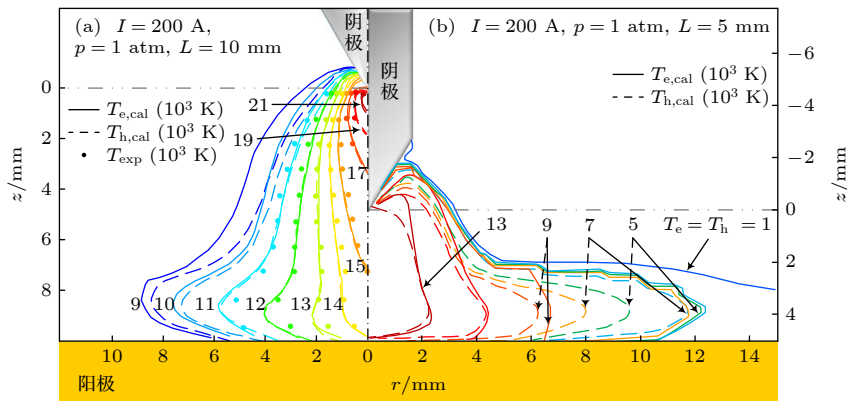 (a) I = 200 A,
p = 1 atm, L = 10 mm
阴极
(b) I = 200 A, p = 1 atm, L = 5 mm
阴极
T_e,cal (10³ K)
T_h,cal (10³ K)
T_exp (10³ K)
T_e,cal (10³ K)
T_h,cal (10³ K)
21
19
17
15
9 10 11 12 13 14
13 9 7 5 T_e = T_h = 1
z/mm
0
2
4
6
8
z/mm
−6
−4
−2
0
2
4
10 8 6 4 2 0 2 4 6 8 10 12 14
阳极
r/mm